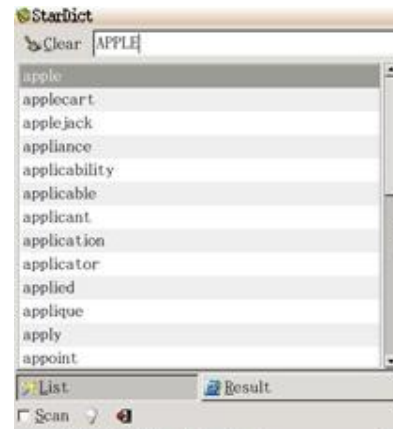 StarDict
Clear APPLE
apple
applecart
applejack
appliance
applicability
applicable
applicant
application
applicator
applied
applique
apply
appoint
List Result
Scan